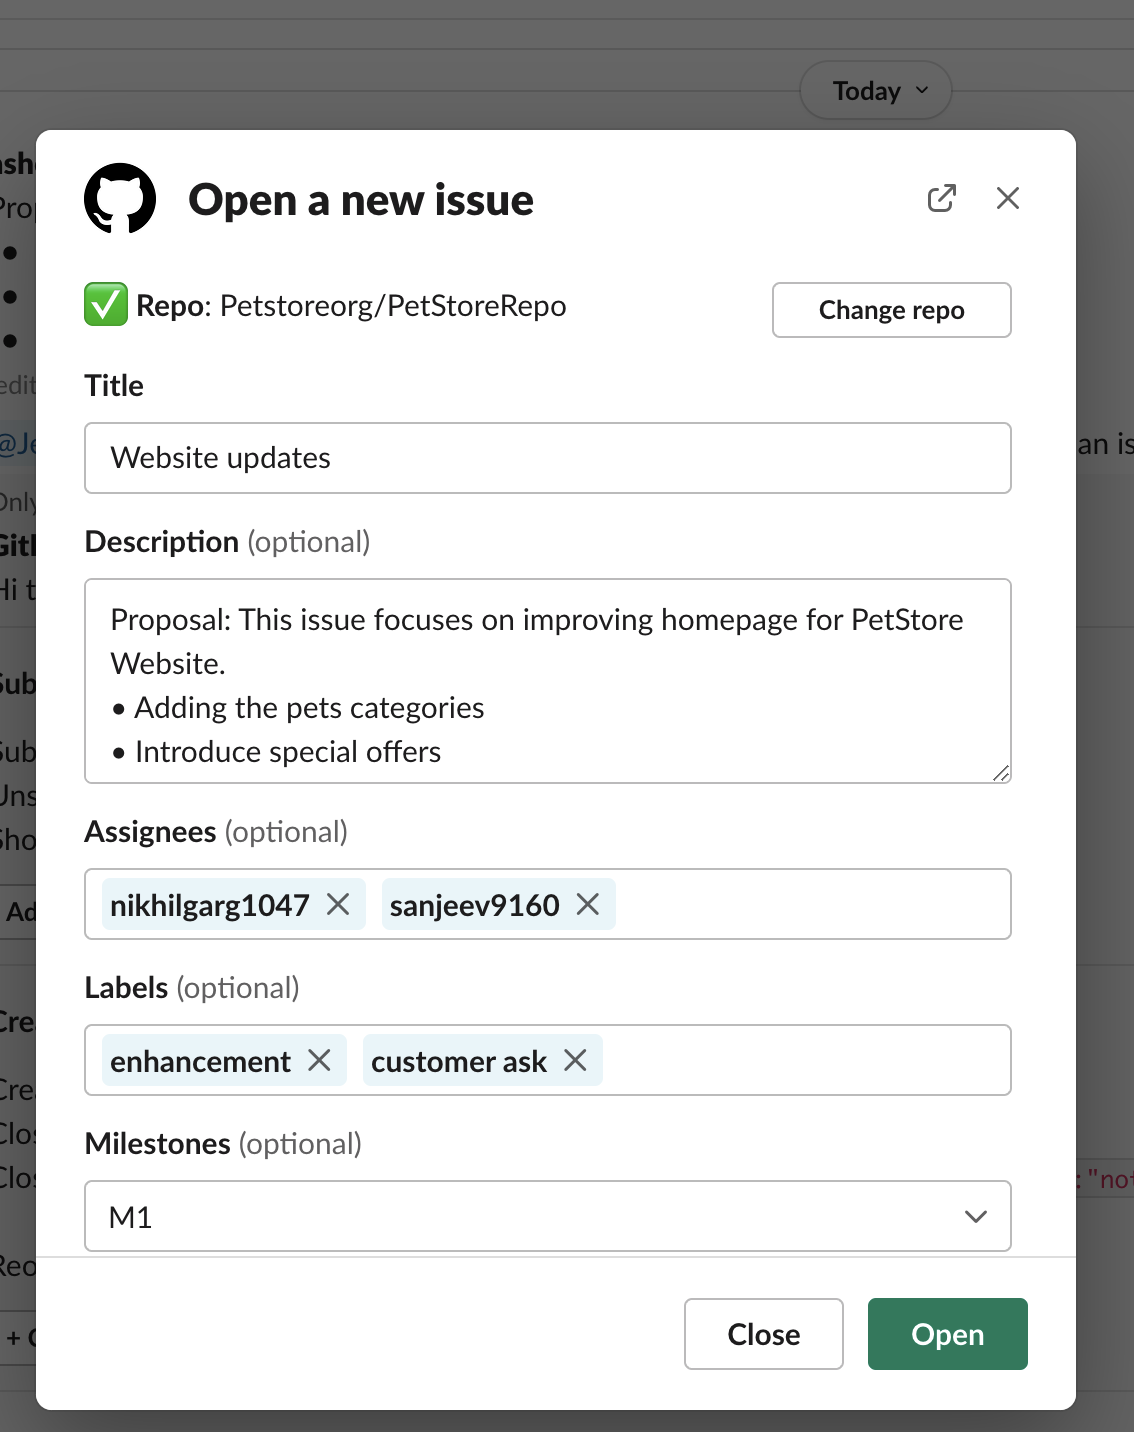 Today
Open a new issue
Repo: Petstoreorg/PetStoreRepo
Change repo
Title
Website updates
Description (optional)
Proposal: This issue focuses on improving homepage for PetStore
Website.
• Adding the pets categories
• Introduce special offers
Assignees (optional)
nikhilgarg1047
sanjeev9160
Labels (optional)
enhancement
customer ask
Milestones (optional)
M1
Close
Open